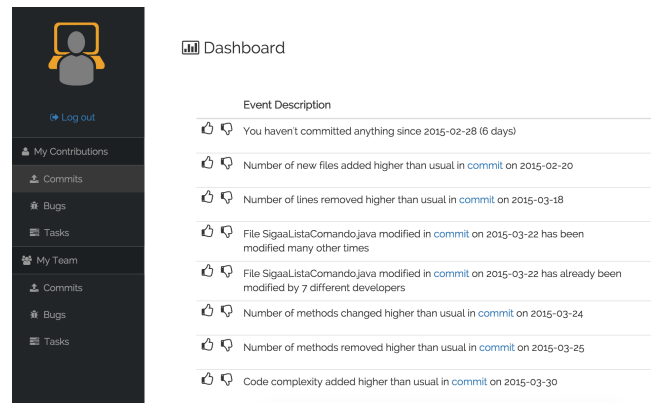 Dashboard
Log out
My Contributions
Commits
Bugs
Tasks
My Team
Commits
Bugs
Tasks
Event Description
You haven't committed anything since 2015-02-28 (6 days)
Number of new files added higher than usual in commit on 2015-02-20
Number of lines removed higher than usual in commit on 2015-03-18
File SigaaListaComando.java modified in commit on 2015-03-22 has been
modified many other times
File SigaaListaComando.java modified in commit on 2015-03-22 has already been
modified by 7 different developers
Number of methods changed higher than usual in commit on 2015-03-24
Number of methods removed higher than usual in commit on 2015-03-25
Code complexity added higher than usual in commit on 2015-03-30